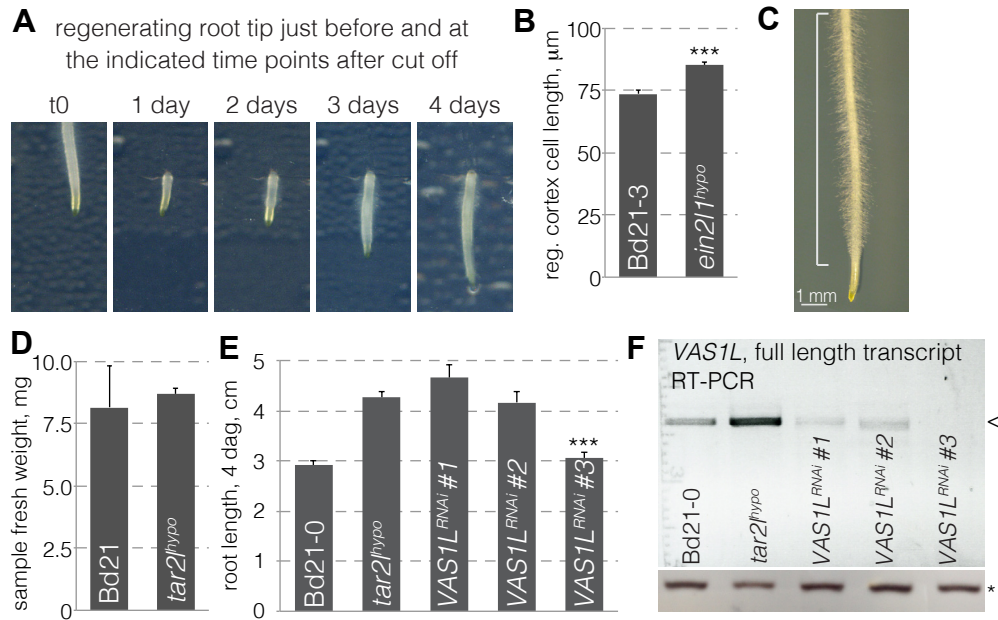 A
regenerating root tip just before and at
the indicated time points after cut off
t0
1 day
2 days
3 days
4 days
B
reg. cortex cell length, μm
100
75
50
25
0
***
Bd21-3
ein2l1hypo
C
1 mm
D
sample fresh weight, mg
10.0
7.5
5.0
2.5
0
Bd21
tar2lhypo
E
root length, 4 dag, cm
5
4
3
2
1
0
***
Bd21-0
tar2lhypo
VAS1LRNAi #1
VAS1LRNAi #2
VAS1LRNAi #3
F
VAS1L, full length transcript
RT-PCR
<
Bd21-0
tar2lhypo
VAS1LRNAi #1
VAS1LRNAi #2
VAS1LRNAi #3
*